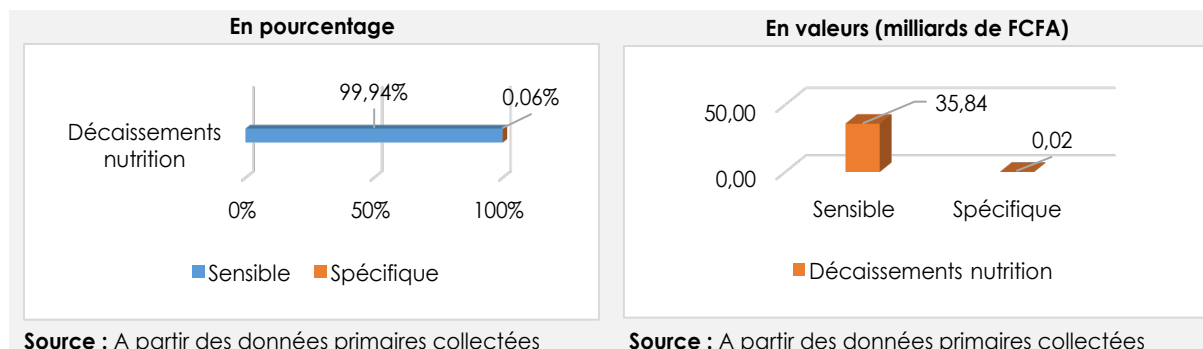 En pourcentage
99,94%
0,06%
Décaissements
nutrition
0%
50%
100%
Sensible
Spécifique
Source : A partir des données primaires collectées
En valeurs (milliards de FCFA)
50,00
35,84
0,02
0,00
Sensible
Spécifique
Décaissements nutrition
Source : A partir des données primaires collectées